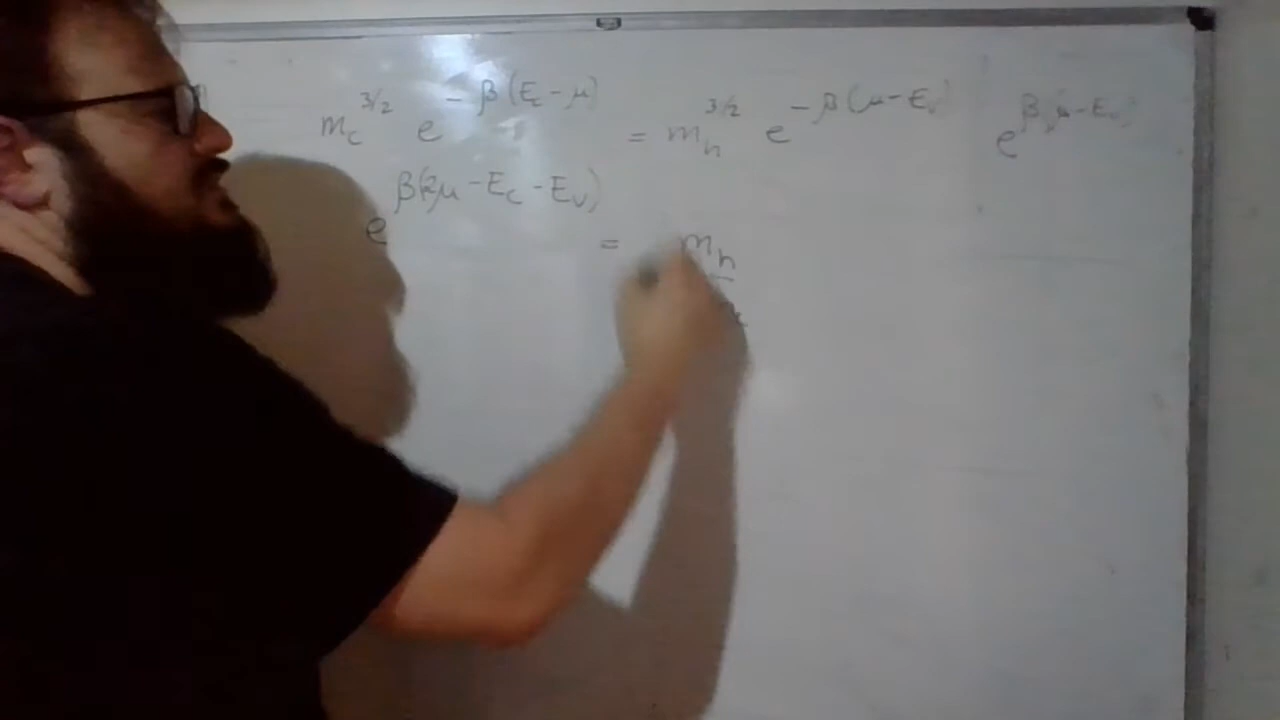 m_c^{3/2} e^{-β(E_c-μ)} = m_h^{3/2} e^{-β(μ-E_v)} e^{β(μ-E_v)}
e^{β(2μ-E_c-E_v)} = m_h